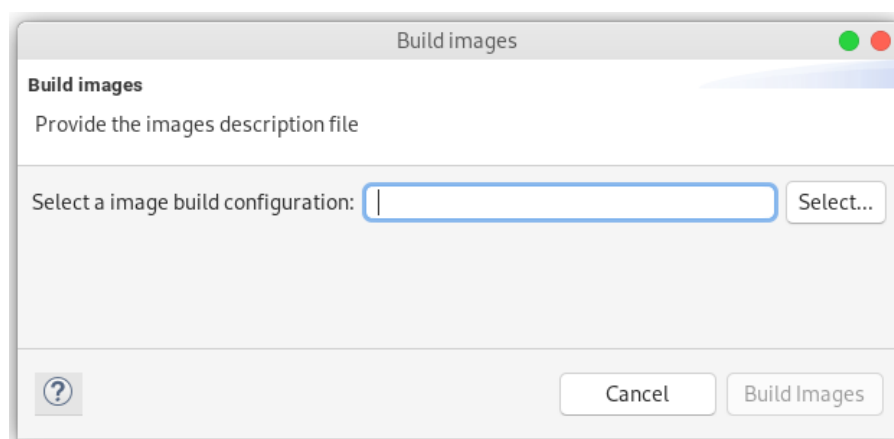 Build images
Build images
Provide the images description file
Select a image build configuration: Select...
? Cancel Build Images